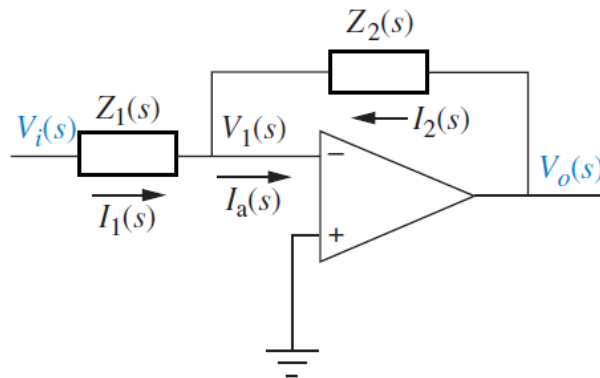 Z₂(s)
Z₁(s)
Vᵢ(s)
V₁(s)
I₂(s)
−
Vₒ(s)
I₁(s)
Iₐ(s)
+